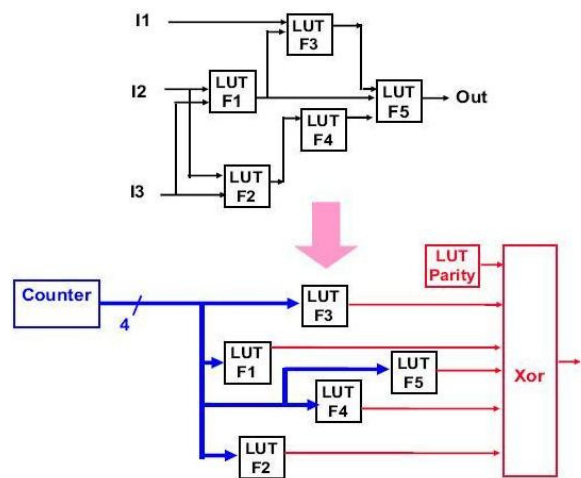 I1
LUT
F3
I2
LUT
F1
LUT
F5
Out
LUT
F4
I3
LUT
F2
LUT
Parity
Counter
4
LUT
F3
LUT
F1
LUT
F5
Xor
LUT
F4
LUT
F2